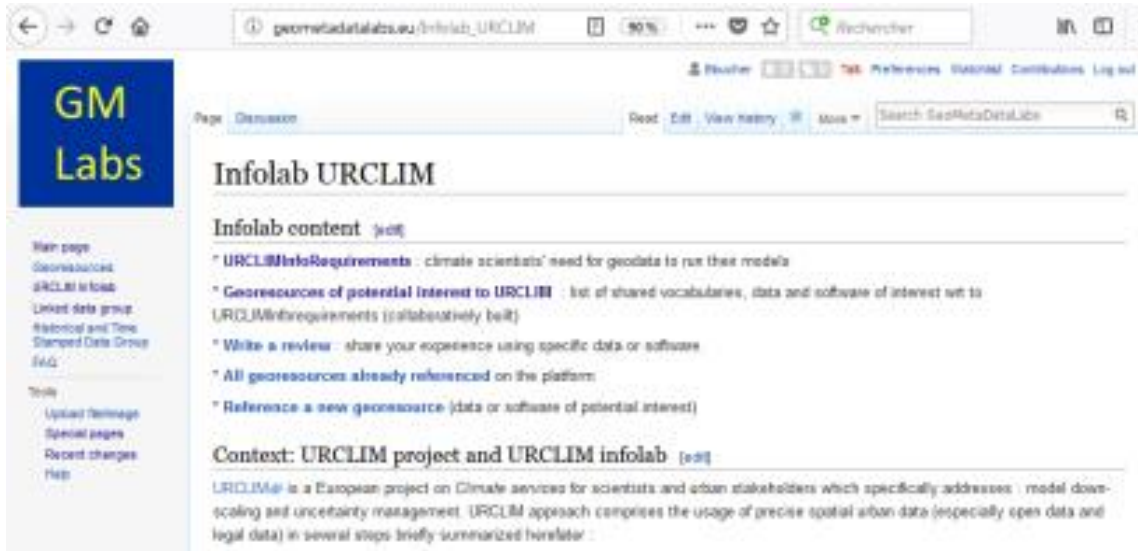 geometadatalabs.eu/Infolab_URCLIM
90 %
Rechercher
GM
Labs
Talk Preferences Watchlist Contributions Log out
Page Discussion
Read Edit View history More
Search GeoMetaDataLabs
Infolab URCLIM
Infolab content [edit]
* URCLIMInfoRequirements : climate scientists' need for geodata to run their models
* Georesources of potential interest to URCLIM : list of shared vocabularies, data and software of interest wrt to
URCLIMInforequirements (collaboratively built)
* Write a review : share your experience using specific data or software
* All georesources already referenced on the platform
* Reference a new georesource (data or software of potential interest)
Main page
Georesources
URCLIM Infolab
Linked data group
Historical and Time
Stamped Data Group
FAQ
Tools
Upload file/image
Special pages
Recent changes
Help
Context: URCLIM project and URCLIM infolab [edit]
URCLIM is a European project on Climate services for scientists and urban stakeholders which specifically addresses : model down-
scaling and uncertainty management. URCLIM approach comprises the usage of precise spatial urban data (especially open data and
legal data) in several steps briefly summarized herefater :